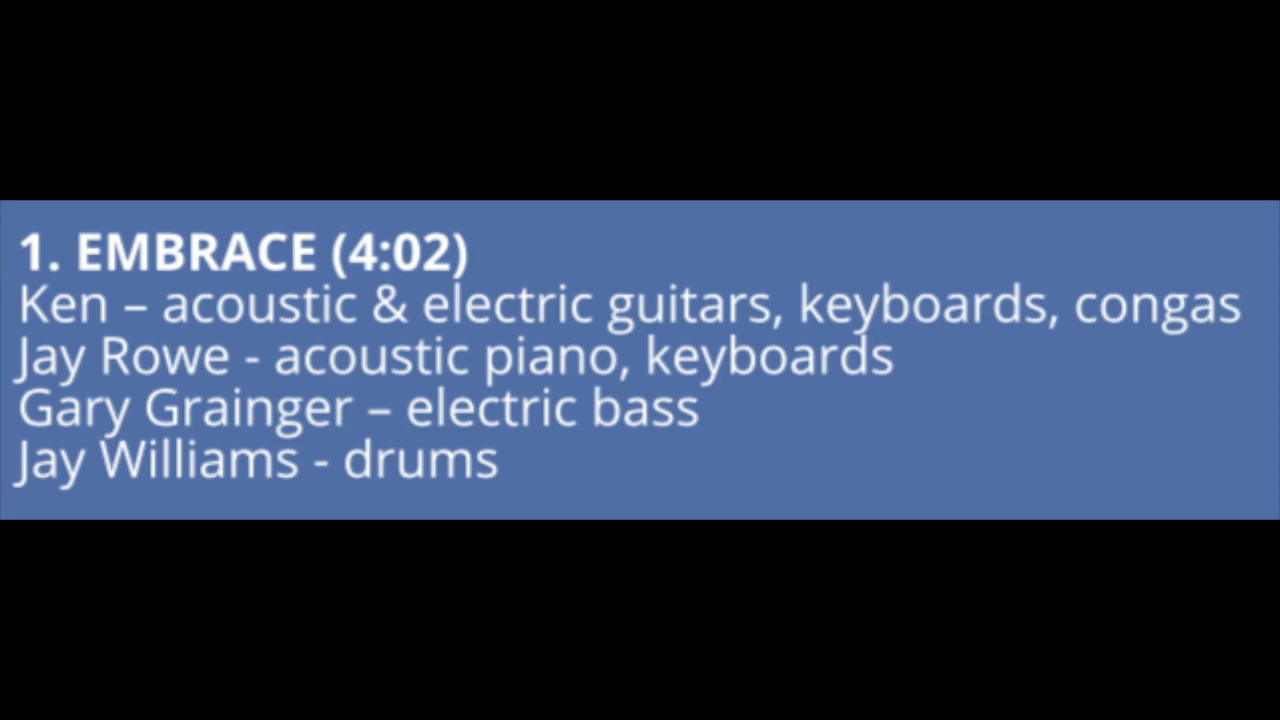 1. EMBRACE (4:02)
Ken – acoustic & electric guitars, keyboards, congas
Jay Rowe - acoustic piano, keyboards
Gary Grainger – electric bass
Jay Williams - drums